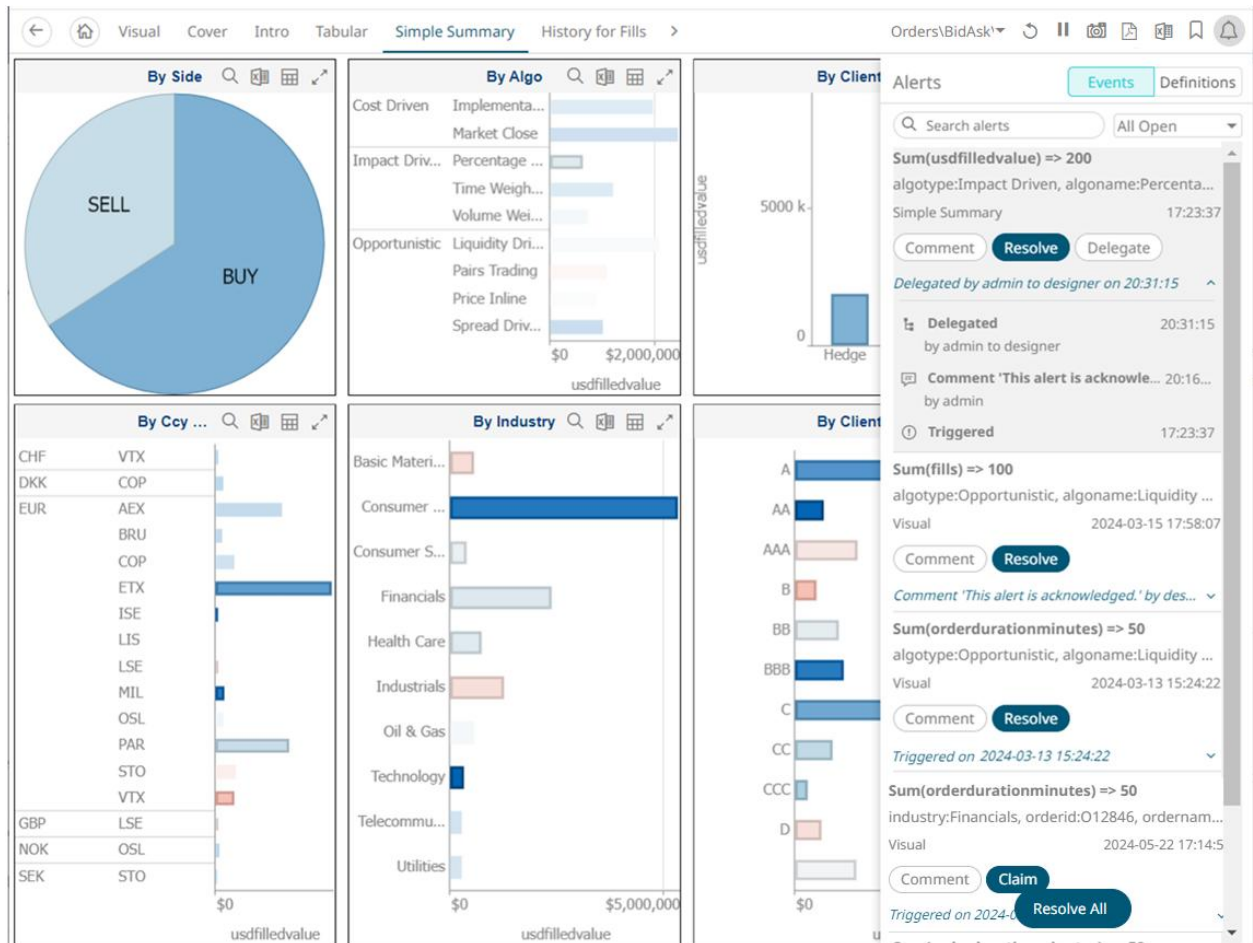 Visual Cover Intro Tabular Simple Summary History for Fills Orders\BidAsk\
By Side
SELL
BUY
By Algo
Cost Driven Implementa...
Market Close
Impact Driv... Percentage ...
Time Weigh...
Volume Wei...
Opportunistic Liquidity Dri...
Pairs Trading
Price Inline
Spread Driv...
$0 $2,000,000
usdfilledvalue
By Client
usdfilledvalue
5000 k
0
Hedge
By Ccy ...
CHF VTX
DKK COP
EUR AEX
BRU
COP
ETX
ISE
LIS
LSE
MIL
OSL
PAR
STO
VTX
GBP LSE
NOK OSL
SEK STO
$0
usdfilledvalue
By Industry
Basic Materi...
Consumer ...
Consumer S...
Financials
Health Care
Industrials
Oil & Gas
Technology
Telecommu...
Utilities
$0 $5,000,000
usdfilledvalue
By Client
A
AA
AAA
B
BB
BBB
C
CC
CCC
D
$0
u
Alerts Events Definitions
Search alerts All Open
Sum(usdfilledvalue) => 200
algotype:Impact Driven, algoname:Percenta...
Simple Summary 17:23:37
Comment Resolve Delegate
Delegated by admin to designer on 20:31:15
Delegated 20:31:15
by admin to designer
Comment 'This alert is acknowle... 20:16...
by admin
Triggered 17:23:37
Sum(fills) => 100
algotype:Opportunistic, algoname:Liquidity ...
Visual 2024-03-15 17:58:07
Comment Resolve
Comment 'This alert is acknowledged.' by des...
Sum(orderdurationminutes) => 50
algotype:Opportunistic, algoname:Liquidity ...
Visual 2024-03-13 15:24:22
Comment Resolve
Triggered on 2024-03-13 15:24:22
Sum(orderdurationminutes) => 50
industry:Financials, orderid:O12846, ordernam...
Visual 2024-05-22 17:14:5
Comment Claim
Triggered on 2024-0
Resolve All